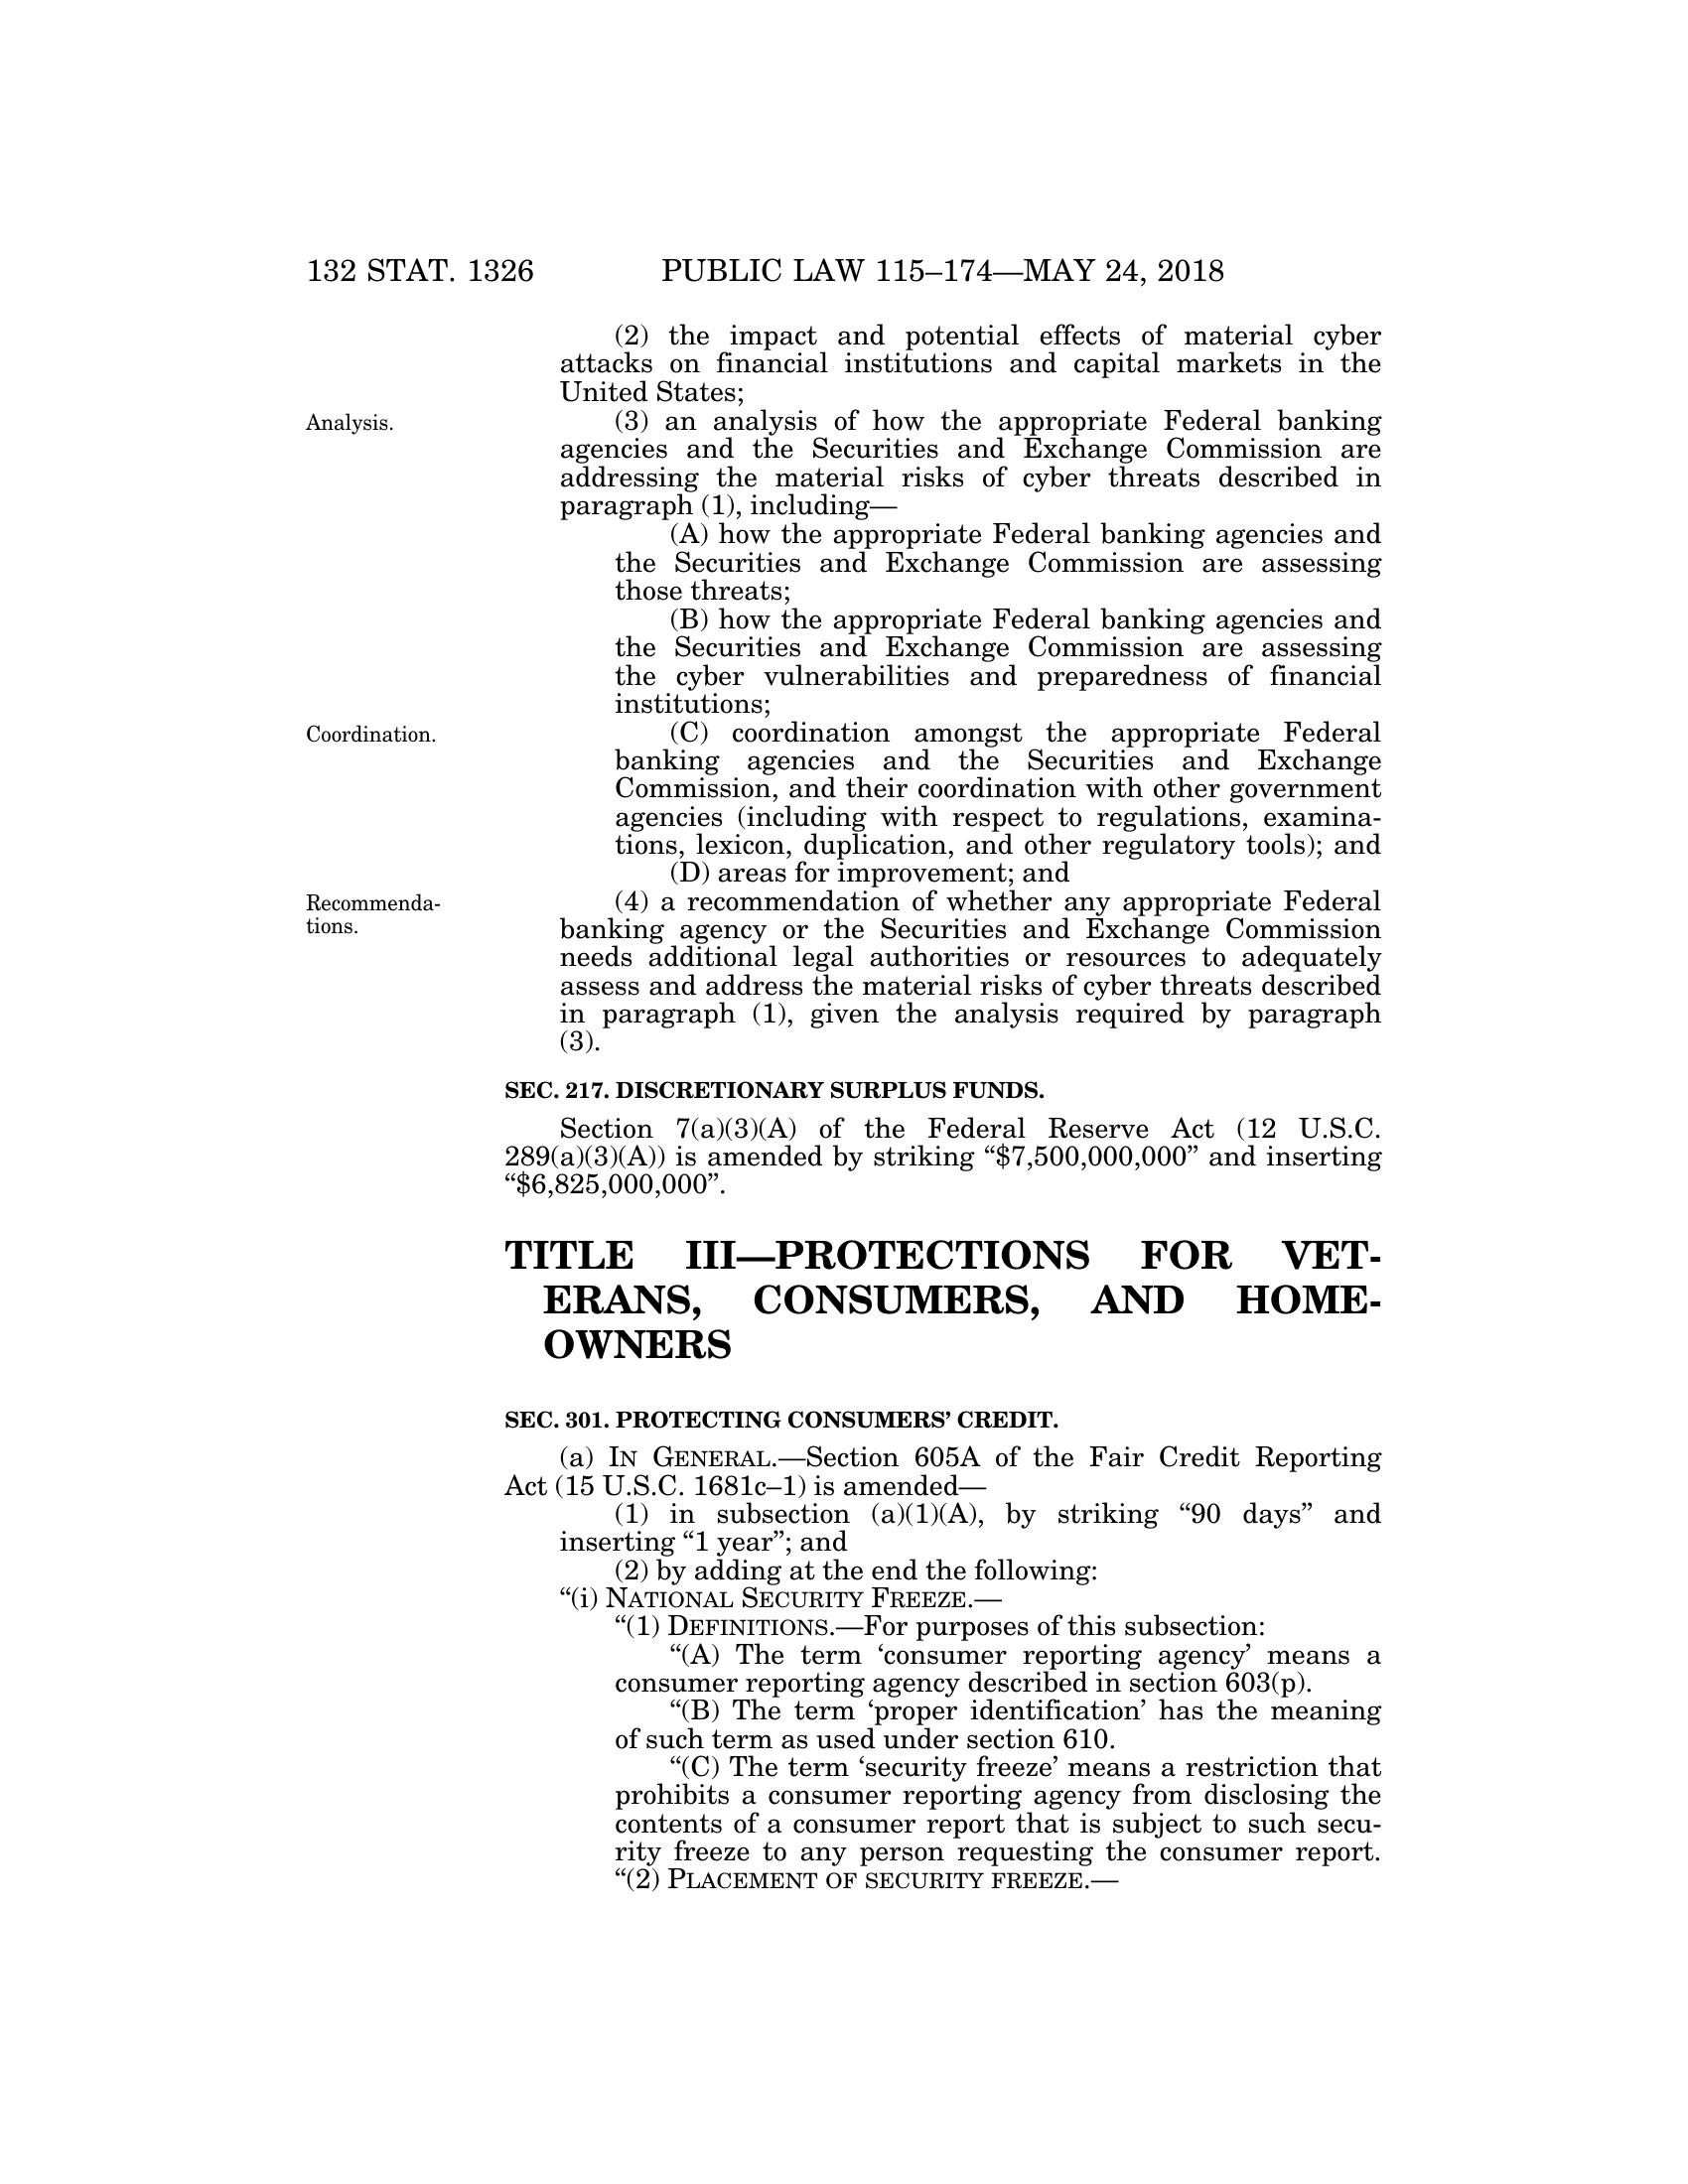 132 STAT. 1326 PUBLIC LAW 115–174—MAY 24, 2018
(2) the impact and potential effects of material cyber
attacks on financial institutions and capital markets in the
United States;
Analysis.
(3) an analysis of how the appropriate Federal banking
agencies and the Securities and Exchange Commission are
addressing the material risks of cyber threats described in
paragraph (1), including—
(A) how the appropriate Federal banking agencies and
the Securities and Exchange Commission are assessing
those threats;
(B) how the appropriate Federal banking agencies and
the Securities and Exchange Commission are assessing
the cyber vulnerabilities and preparedness of financial
institutions;
Coordination.
(C) coordination amongst the appropriate Federal
banking agencies and the Securities and Exchange
Commission, and their coordination with other government
agencies (including with respect to regulations, examina-
tions, lexicon, duplication, and other regulatory tools); and
(D) areas for improvement; and
Recommenda-
tions.
(4) a recommendation of whether any appropriate Federal
banking agency or the Securities and Exchange Commission
needs additional legal authorities or resources to adequately
assess and address the material risks of cyber threats described
in paragraph (1), given the analysis required by paragraph
(3).
SEC. 217. DISCRETIONARY SURPLUS FUNDS.
Section 7(a)(3)(A) of the Federal Reserve Act (12 U.S.C.
289(a)(3)(A)) is amended by striking “$7,500,000,000” and inserting
“$6,825,000,000”.
TITLE III—PROTECTIONS FOR VET-
ERANS, CONSUMERS, AND HOME-
OWNERS
SEC. 301. PROTECTING CONSUMERS’ CREDIT.
(a) IN GENERAL.—Section 605A of the Fair Credit Reporting
Act (15 U.S.C. 1681c–1) is amended—
(1) in subsection (a)(1)(A), by striking “90 days” and
inserting “1 year”; and
(2) by adding at the end the following:
“(i) NATIONAL SECURITY FREEZE.—
“(1) DEFINITIONS.—For purposes of this subsection:
“(A) The term ‘consumer reporting agency’ means a
consumer reporting agency described in section 603(p).
“(B) The term ‘proper identification’ has the meaning
of such term as used under section 610.
“(C) The term ‘security freeze’ means a restriction that
prohibits a consumer reporting agency from disclosing the
contents of a consumer report that is subject to such secu-
rity freeze to any person requesting the consumer report.
“(2) PLACEMENT OF SECURITY FREEZE.—